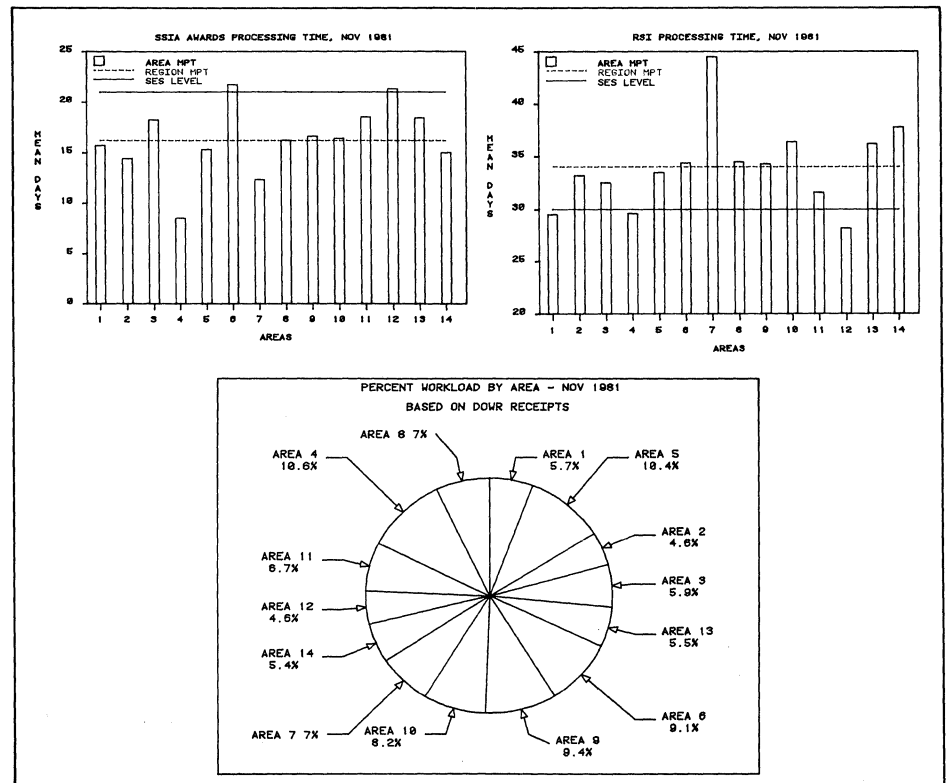 SSIA AWARDS PROCESSING TIME, NOV 1981
25
20
15
10
5
0
MEAN DAYS
AREA MPT
REGION MPT
SES LEVEL
1 2 3 4 5 6 7 8 9 10 11 12 13 14
AREAS
RSI PROCESSING TIME, NOV 1981
45
40
35
30
25
20
MEAN DAYS
AREA MPT
REGION MPT
SES LEVEL
1 2 3 4 5 6 7 8 9 10 11 12 13 14
AREAS
PERCENT WORKLOAD BY AREA - NOV 1981
BASED ON DOWR RECEIPTS
AREA 8 7%
AREA 1
5.7%
AREA 5
10.4%
AREA 2
4.6%
AREA 3
5.9%
AREA 13
5.5%
AREA 6
9.1%
AREA 9
9.4%
AREA 10
8.2%
AREA 7 7%
AREA 14
5.4%
AREA 12
4.6%
AREA 11
6.7%
AREA 4
10.6%